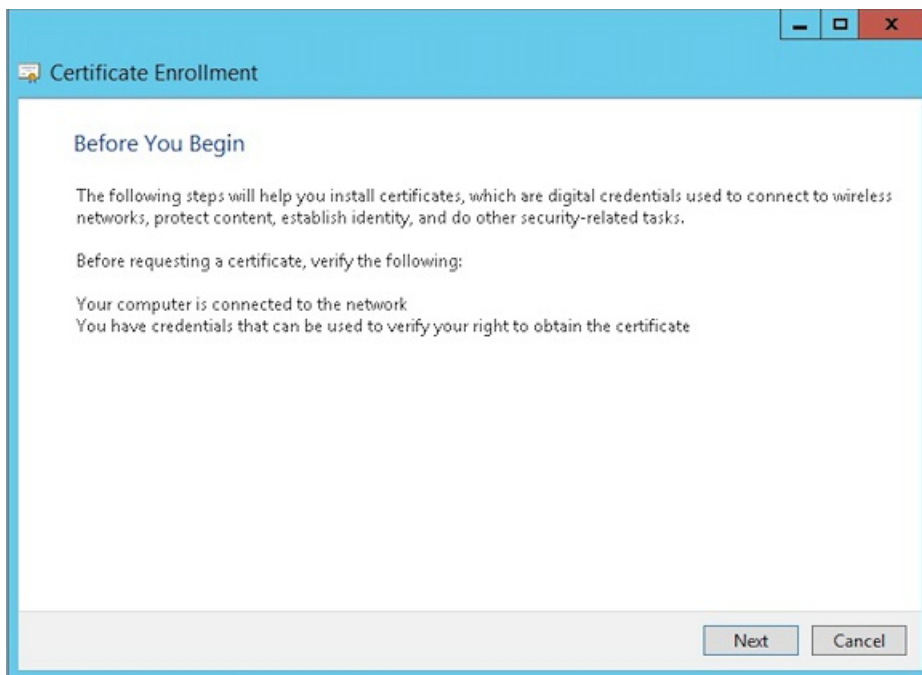 Certificate Enrollment
Before You Begin
The following steps will help you install certificates, which are digital credentials used to connect to wireless
networks, protect content, establish identity, and do other security-related tasks.
Before requesting a certificate, verify the following:
Your computer is connected to the network
You have credentials that can be used to verify your right to obtain the certificate
Next
Cancel